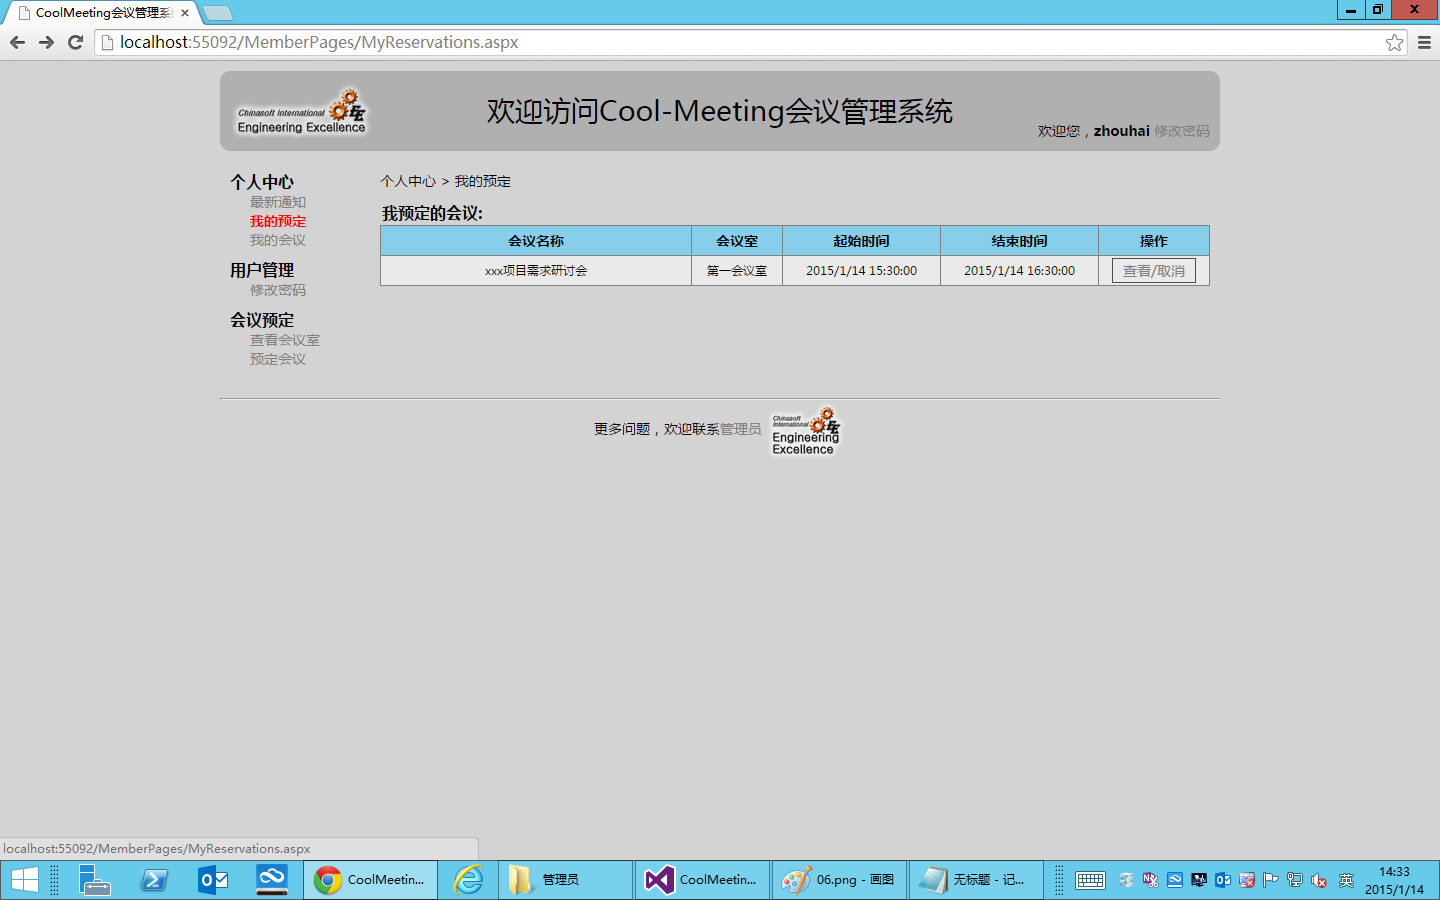 CoolMeeting会议管理系
localhost:55092/MemberPages/MyReservations.aspx
Chinasoft International
Engineering Excellence
欢迎访问Cool-Meeting会议管理系统
欢迎您，zhouhai 修改密码
个人中心
最新通知
我的预定
我的会议
用户管理
修改密码
会议预定
查看会议室
预定会议
个人中心 > 我的预定
我预定的会议:
会议名称 会议室 起始时间 结束时间 操作
xxx项目需求研讨会 第一会议室 2015/1/14 15:30:00 2015/1/14 16:30:00 查看/取消
更多问题，欢迎联系管理员
Chinasoft
International
Engineering
Excellence
localhost:55092/MemberPages/MyReservations.aspx
CoolMeetin...
管理员
CoolMeetin...
06.png - 画图
无标题 - 记...
英
14:33
2015/1/14